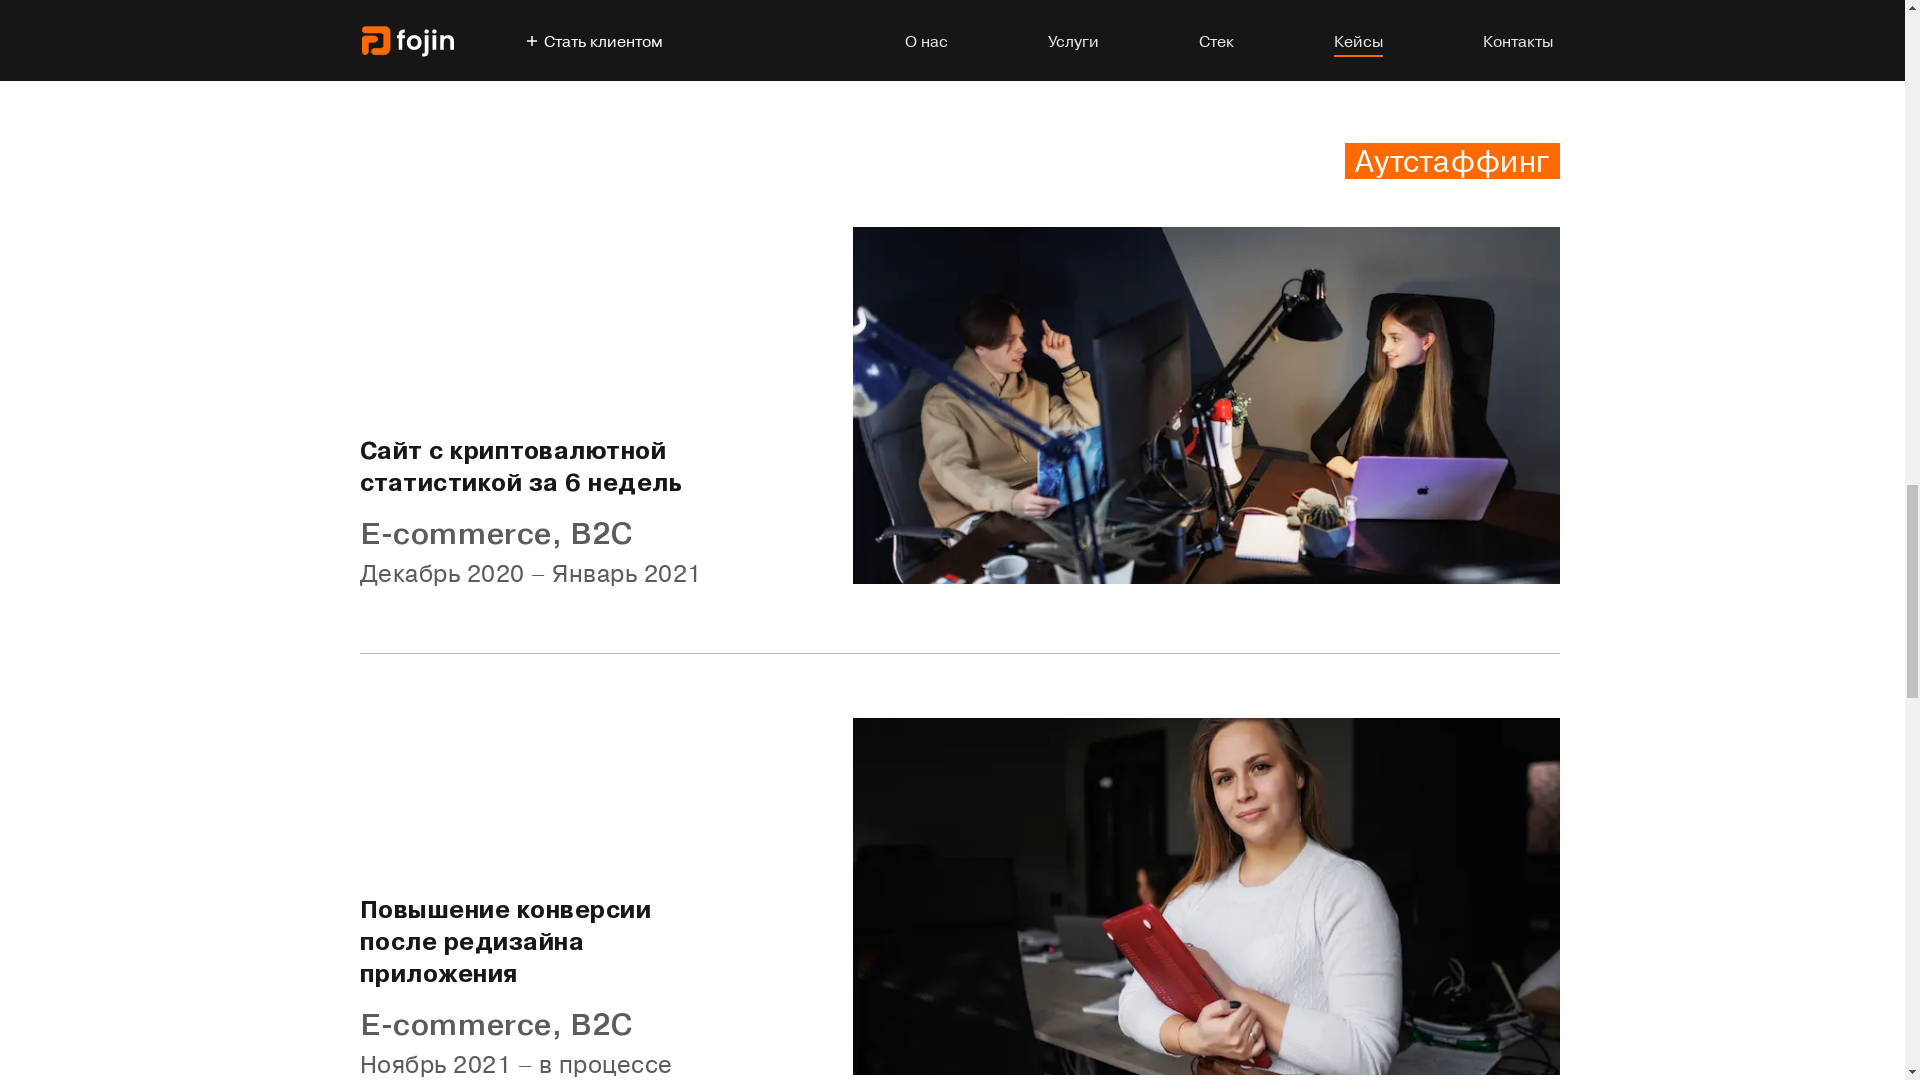 fojin
+ Стать клиентом
О нас
Услуги
Стек
Кейсы
Контакты
Аутстаффинг
Сайт с криптовалютной
статистикой за 6 недель
E-commerce, B2C
Декабрь 2020 – Январь 2021
Повышение конверсии
после редизайна
приложения
E-commerce, B2C
Ноябрь 2021 – в процессе